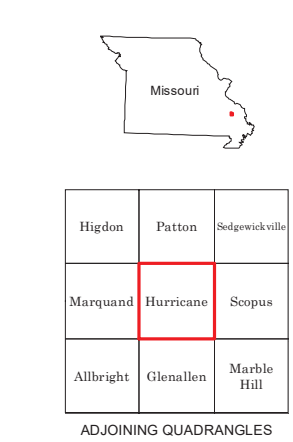 Missouri
Higdon
Patton
Sedgewickville
Marquand
Hurricane
Scopus
Allbright
Glenallen
Marble
Hill
ADJOINING QUADRANGLES